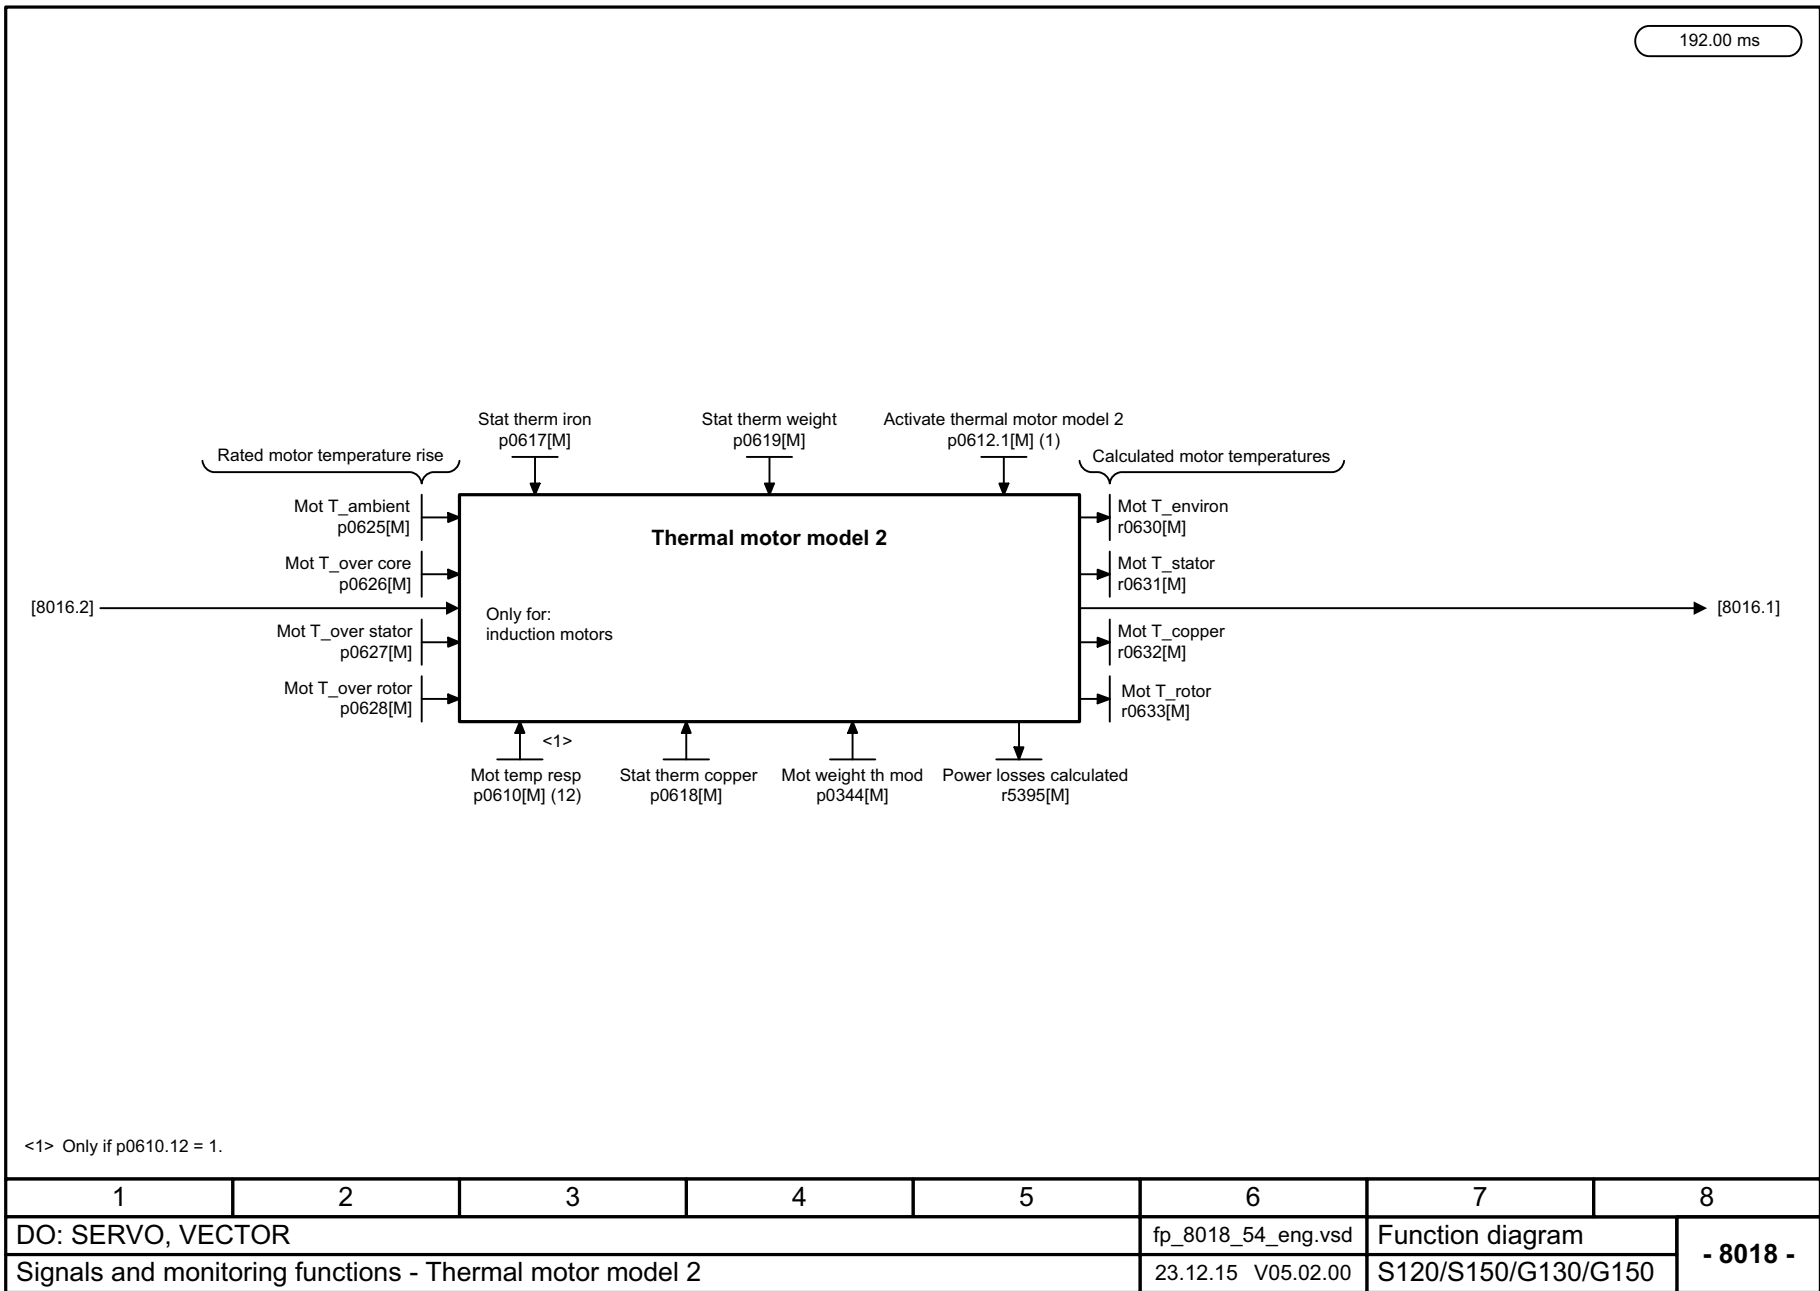 192.00 ms
Stat therm iron
p0617[M]
Stat therm weight
p0619[M]
Activate thermal motor model 2
p0612.1[M] (1)
Rated motor temperature rise
Calculated motor temperatures
Mot T_ambient
p0625[M]
Mot T_over core
p0626[M]
[8016.2]
Mot T_over stator
p0627[M]
Mot T_over rotor
p0628[M]
Thermal motor model 2
Only for:
induction motors
Mot T_environ
r0630[M]
Mot T_stator
r0631[M]
[8016.1]
Mot T_copper
r0632[M]
Mot T_rotor
r0633[M]
<1>
Mot temp resp
p0610[M] (12)
Stat therm copper
p0618[M]
Mot weight th mod
p0344[M]
Power losses calculated
r5395[M]
<1> Only if p0610.12 = 1.
1 2 3 4 5 6 7 8
DO: SERVO, VECTOR
fp_8018_54_eng.vsd
Function diagram
- 8018 -
Signals and monitoring functions - Thermal motor model 2
23.12.15 V05.02.00
S120/S150/G130/G150